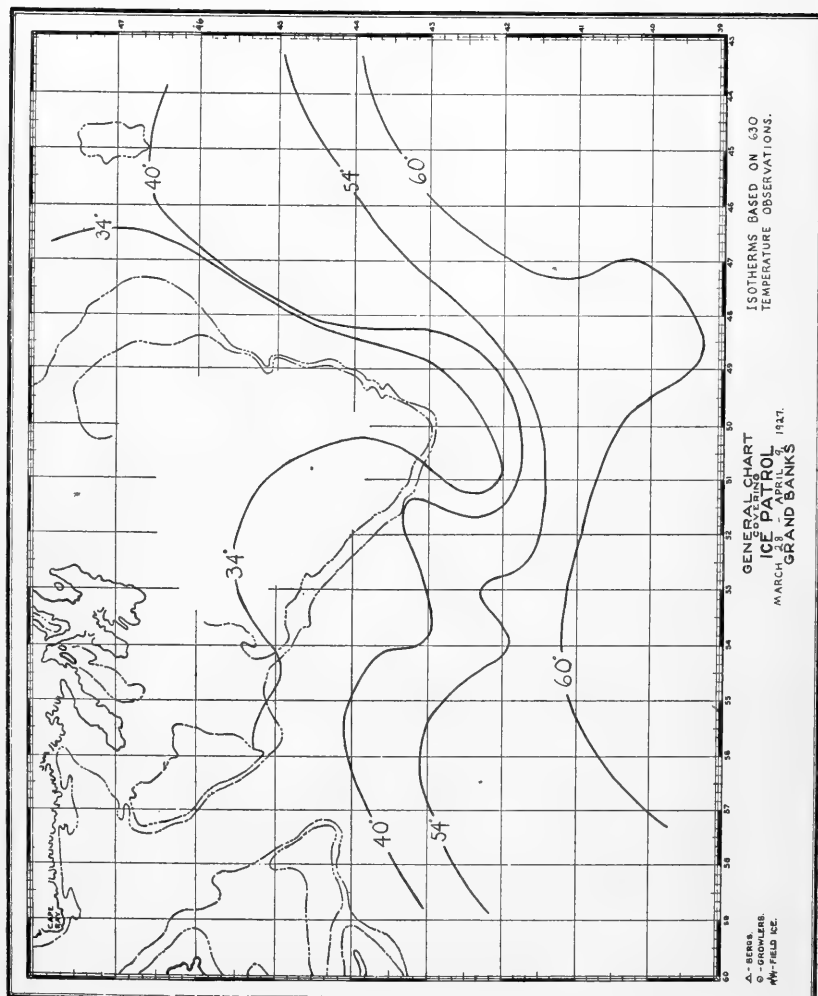 47
46
45
44
43
42
41
40
39
43
44
45
46
47
48
49
50
51
52
53
54
55
56
57
58
59
60
34°
40°
54°
60°
34°
40°
54°
60°
CAPE
RAY
ISOTHERMS BASED ON 630
TEMPERATURE OBSERVATIONS.
GENERAL CHART
COVERING
ICE PATROL
MARCH 28 - APRIL 9, 1927.
GRAND BANKS
△ - BERGS.
⊙ - GROWLERS.
- FIELD ICE.